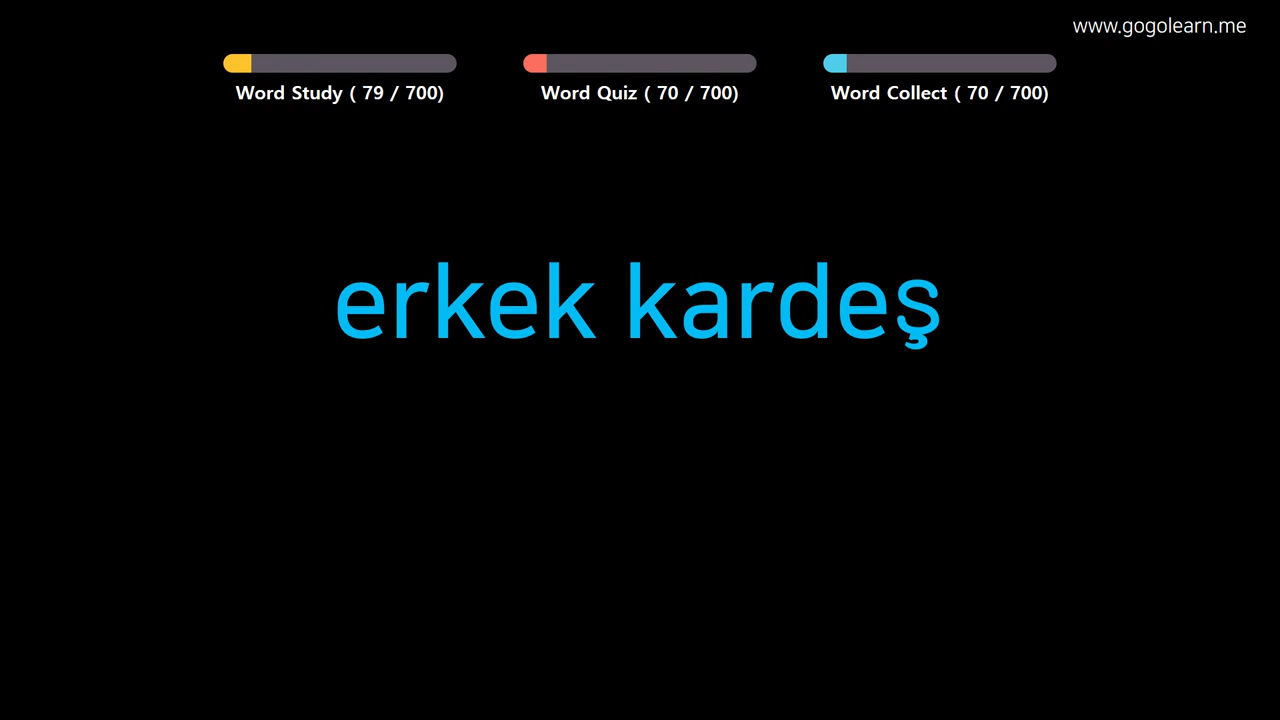 www.gogolearn.me
Word Study ( 79 / 700)
Word Quiz ( 70 / 700)
Word Collect ( 70 / 700)
erkek kardeş